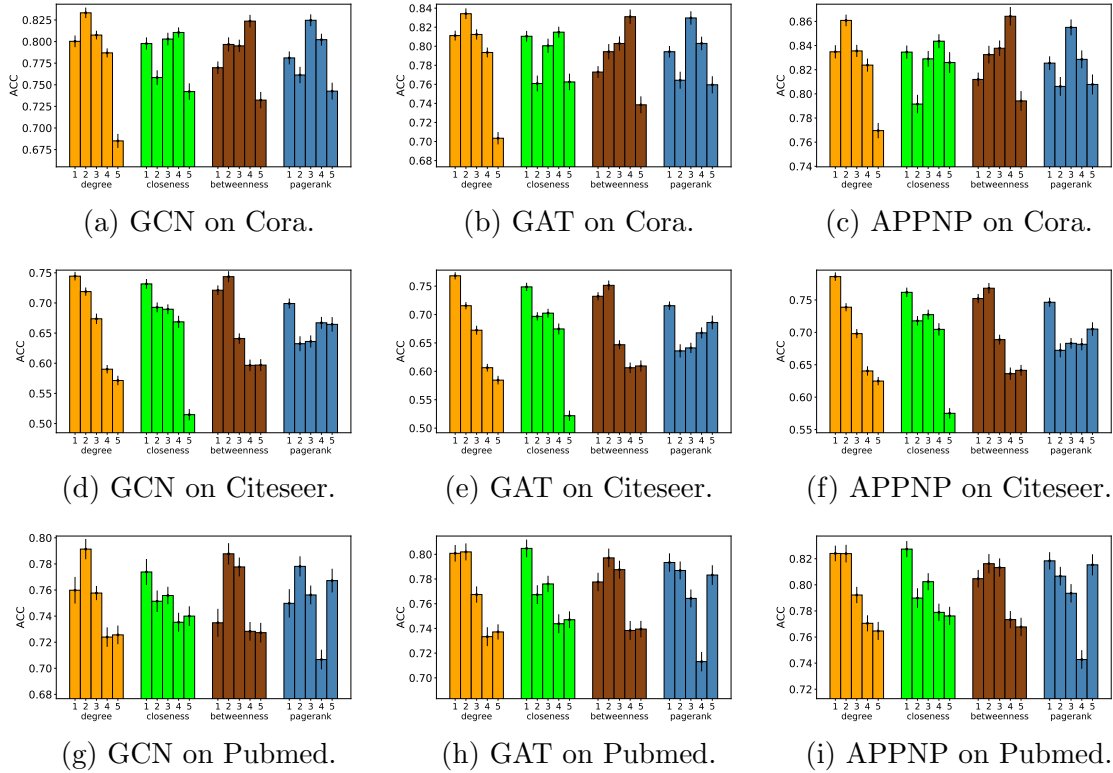 ACC
0.825
0.800
0.775
0.750
0.725
0.700
0.675
1 2 3 4 5 1 2 3 4 5 1 2 3 4 5 1 2 3 4 5
degree closeness betweenness pagerank
(a) GCN on Cora.
ACC
0.84
0.82
0.80
0.78
0.76
0.74
0.72
0.70
0.68
1 2 3 4 5 1 2 3 4 5 1 2 3 4 5 1 2 3 4 5
degree closeness betweenness pagerank
(b) GAT on Cora.
ACC
0.86
0.84
0.82
0.80
0.78
0.76
0.74
1 2 3 4 5 1 2 3 4 5 1 2 3 4 5 1 2 3 4 5
degree closeness betweenness pagerank
(c) APPNP on Cora.
ACC
0.75
0.70
0.65
0.60
0.55
0.50
1 2 3 4 5 1 2 3 4 5 1 2 3 4 5 1 2 3 4 5
degree closeness betweenness pagerank
(d) GCN on Citeseer.
ACC
0.75
0.70
0.65
0.60
0.55
0.50
1 2 3 4 5 1 2 3 4 5 1 2 3 4 5 1 2 3 4 5
degree closeness betweenness pagerank
(e) GAT on Citeseer.
ACC
0.75
0.70
0.65
0.60
0.55
1 2 3 4 5 1 2 3 4 5 1 2 3 4 5 1 2 3 4 5
degree closeness betweenness pagerank
(f) APPNP on Citeseer.
ACC
0.80
0.78
0.76
0.74
0.72
0.70
0.68
1 2 3 4 5 1 2 3 4 5 1 2 3 4 5 1 2 3 4 5
degree closeness betweenness pagerank
(g) GCN on Pubmed.
ACC
0.80
0.78
0.76
0.74
0.72
0.70
1 2 3 4 5 1 2 3 4 5 1 2 3 4 5 1 2 3 4 5
degree closeness betweenness pagerank
(h) GAT on Pubmed.
ACC
0.82
0.80
0.78
0.76
0.74
0.72
1 2 3 4 5 1 2 3 4 5 1 2 3 4 5 1 2 3 4 5
degree closeness betweenness pagerank
(i) APPNP on Pubmed.